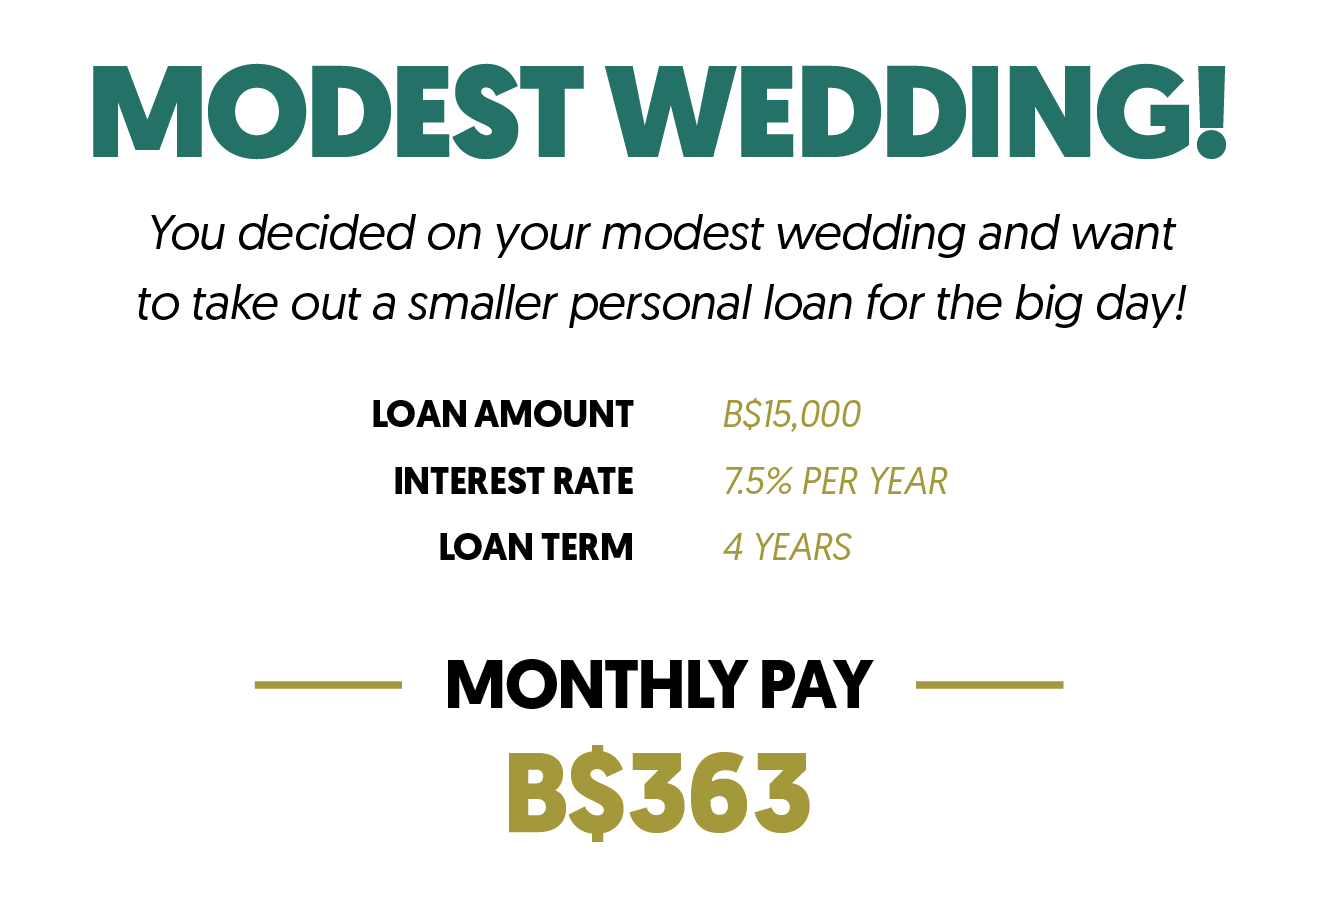 MODEST WEDDING!
You decided on your modest wedding and want
to take out a smaller personal loan for the big day!
LOAN AMOUNT B$15,000
INTEREST RATE 7.5% PER YEAR
LOAN TERM 4 YEARS
MONTHLY PAY
B$363